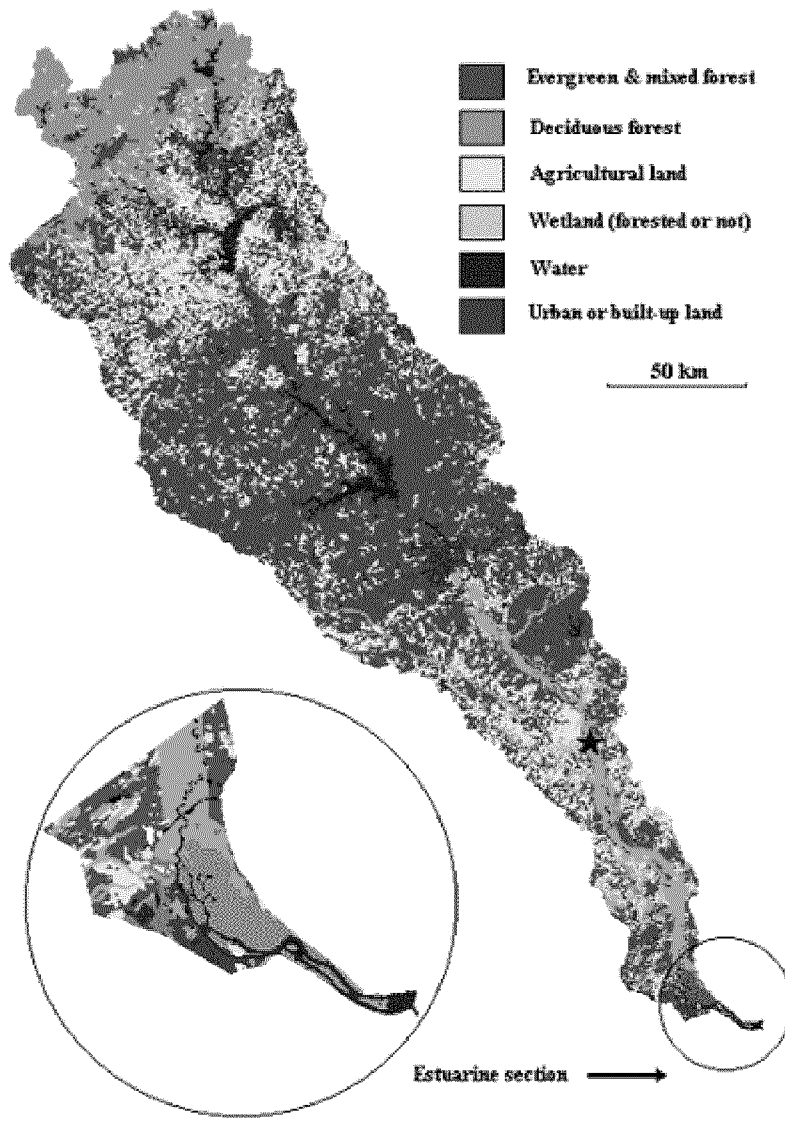 Evergreen & mixed forest
Deciduous forest
Agricultural land
Wetland (forested or not)
Water
Urban or built-up land
50 km
Estuarine section